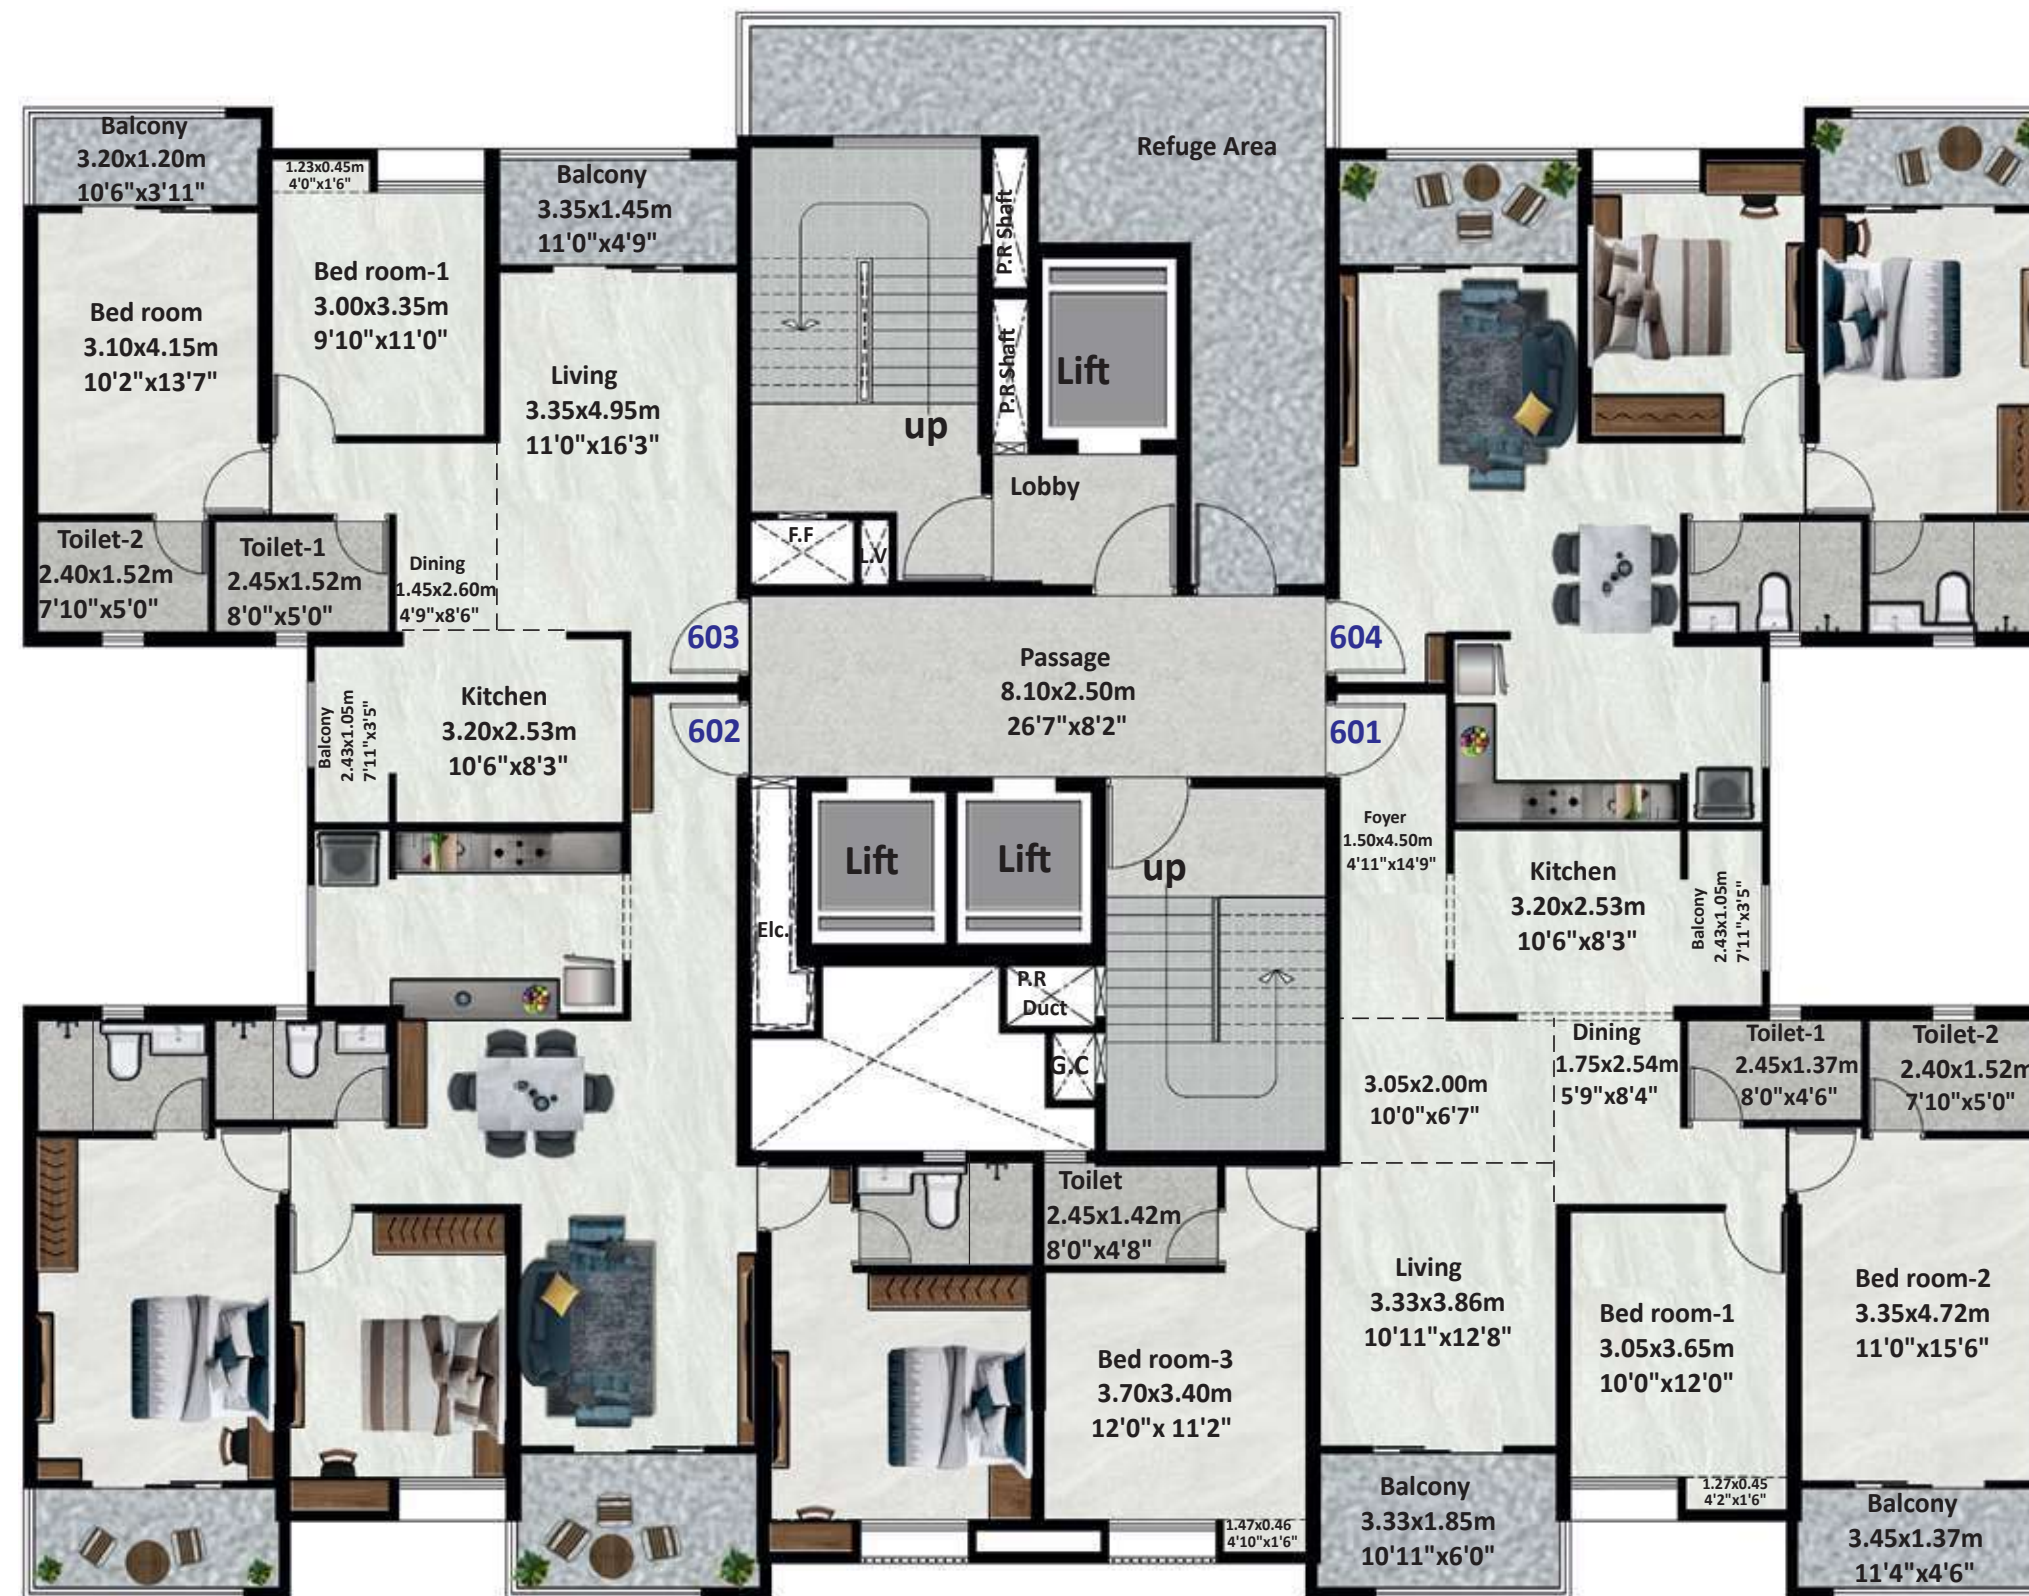 Refuge Area
Balcony
3.20x1.20m
10'6"x3'11"
1.23x0.45m
4'0"x1'6"
Balcony
3.35x1.45m
11'0"x4'9"
Bed room
3.10x4.15m
10'2"x13'7"
Bed room-1
3.00x3.35m
9'10"x11'0"
Living
3.35x4.95m
11'0"x16'3"
P.R Shaft
P.R Shaft
Lift
up
Lobby
F.F
L.V
Toilet-2
2.40x1.52m
7'10"x5'0"
Toilet-1
2.45x1.52m
8'0"x5'0"
Dining
1.45x2.60m
4'9"x8'6"
603
604
Passage
8.10x2.50m
26'7"x8'2"
602
601
Balcony
2.43x1.05m
7'11"x3'5"
Kitchen
3.20x2.53m
10'6"x8'3"
Lift
Lift
up
Elc.
P.R
Duct
G.C
Foyer
1.50x4.50m
4'11"x14'9"
Kitchen
3.20x2.53m
10'6"x8'3"
Balcony
2.43x1.05m
7'11"x3'5"
3.05x2.00m
10'0"x6'7"
Dining
1.75x2.54m
5'9"x8'4"
Toilet-1
2.45x1.37m
8'0"x4'6"
Toilet-2
2.40x1.52m
7'10"x5'0"
Toilet
2.45x1.42m
8'0"x4'8"
Living
3.33x3.86m
10'11"x12'8"
Bed room-3
3.70x3.40m
12'0"x 11'2"
Bed room-1
3.05x3.65m
10'0"x12'0"
Bed room-2
3.35x4.72m
11'0"x15'6"
1.47x0.46
4'10"x1'6"
Balcony
3.33x1.85m
10'11"x6'0"
1.27x0.45
4'2"x1'6"
Balcony
3.45x1.37m
11'4"x4'6"